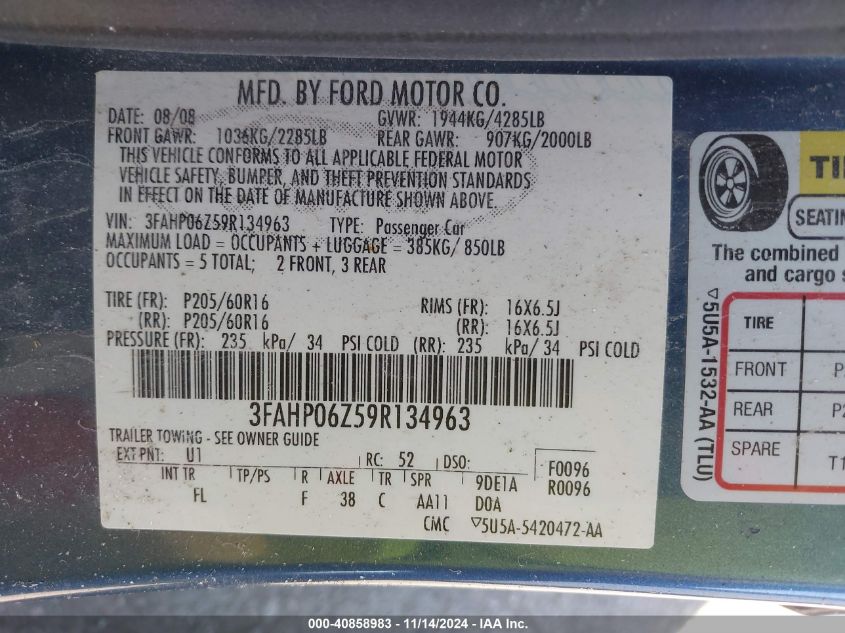 MFD. BY FORD MOTOR CO.
DATE: 08/08 GVWR: 1944KG/4285LB
FRONT GAWR: 1036KG/2285LB REAR GAWR: 907KG/2000LB
THIS VEHICLE CONFORMS TO ALL APPLICABLE FEDERAL MOTOR
VEHICLE SAFETY, BUMPER, AND THEFT PREVENTION STANDARDS
IN EFFECT ON THE DATE OF MANUFACTURE SHOWN ABOVE.
VIN: 3FAHP06Z59R134963 TYPE: Passenger Car
MAXIMUM LOAD = OCCUPANTS + LUGGAGE = 385KG/ 850LB
OCCUPANTS = 5 TOTAL; 2 FRONT, 3 REAR
TIRE (FR): P205/60R16 RIMS (FR): 16X6.5J
(RR): P205/60R16 (RR): 16X6.5J
PRESSURE (FR): 235 kPa/ 34 PSI COLD (RR): 235 kPa/ 34 PSI COLD
3FAHP06Z59R134963
TRAILER TOWING - SEE OWNER GUIDE
EXT PNT: U1 RC: 52 DSO: F0096
INT TR TP/PS R AXLE TR SPR 9DE1A R0096
FL F 38 C AA11 D0A
CMC ▽5U5A-5420472-AA
TI
SEATIN
The combined
and cargo s
TIRE
FRONT P
REAR P2
SPARE T1
▽5U5A-1532-AA (TLU)
000-40858983 - 11/14/2024 - IAA Inc.